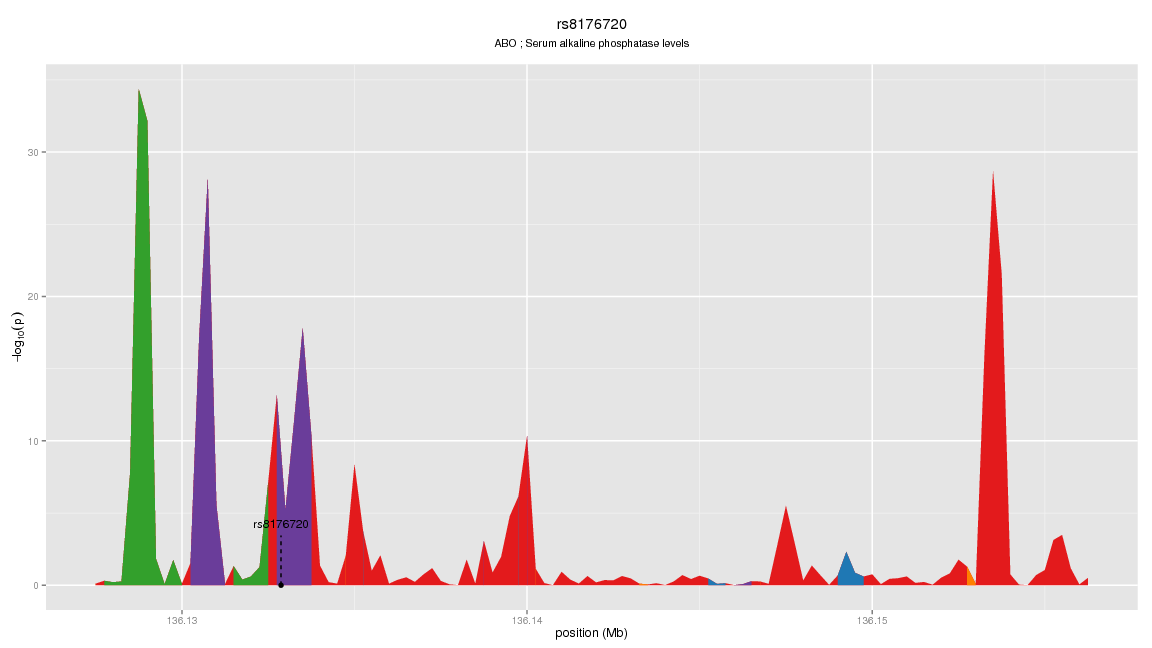 rs8176720
ABO ; Serum alkaline phosphatase levels
−log10(p)
30
20
10
0
rs8176720
136.13
136.14
136.15
position (Mb)